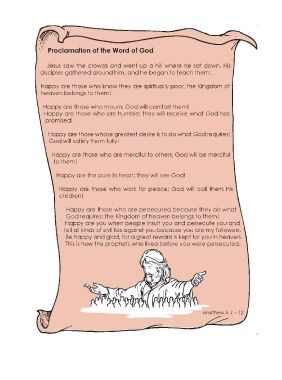 Proclamation of the Word of God
Jesus saw the crowds and went up a hill where he sat down. His
disciples gathered around him, and he began to teach them:
Happy are those who know they are spiritually poor, the Kingdom of
heaven belongs to them!
Happy are those who mourn; God will comfort them!
Happy are those who are humble; they will receive what God has
promised!
Happy are those whose greatest desire is to do what God requires;
God will satisfy them fully!
Happy are those who are merciful to others; God will be merciful
to them!
Happy are the pure in heart; they will see God!
Happy are those who work for peace; God will call them his
children!
Happy are those who are persecuted because they do what
God requires; the Kingdom of heaven belongs to them!
Happy are you when people insult you and persecute you and
tell all kinds of evil lies against you because you are my followers.
Be happy and glad, for a great reward is kept for you in heaven.
This is how the prophets who lived before you were persecuted.
Matthew 5: 1 - 12